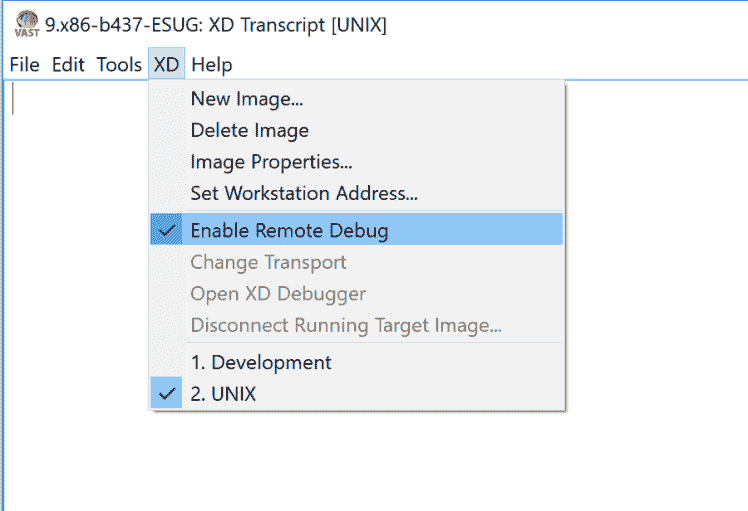 VAST
9.x86-b437-ESUG: XD Transcript [UNIX]
File Edit Tools XD Help
New Image...
Delete Image
Image Properties...
Set Workstation Address...
Enable Remote Debug
Change Transport
Open XD Debugger
Disconnect Running Target Image...
1. Development
2. UNIX